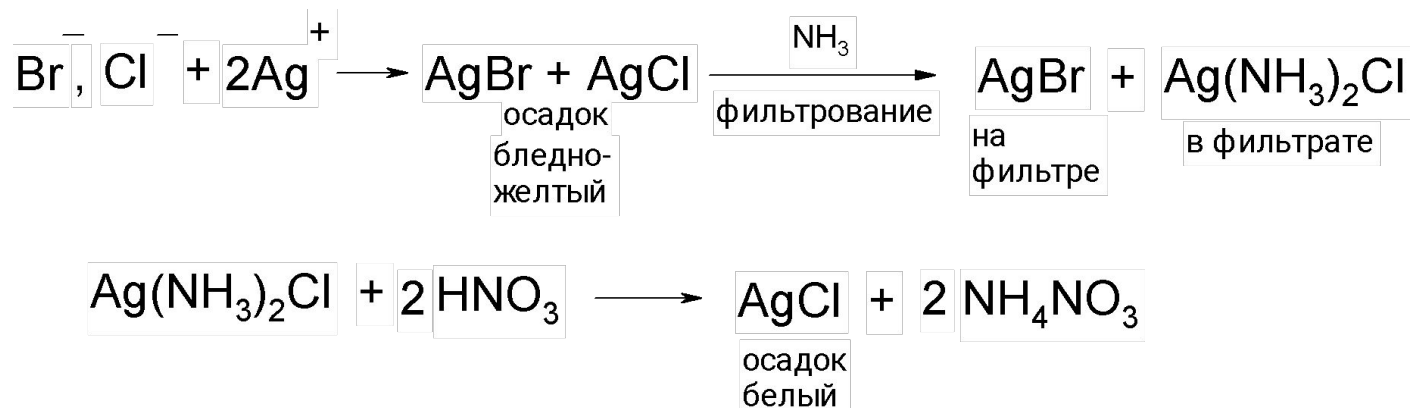 Br⁻, Cl⁻ + 2Ag⁺ → AgBr + AgCl NH₃ → AgBr + Ag(NH₃)₂Cl
осадок бледно-желтый
фильтрование
на фильтре
в фильтрате
Ag(NH₃)₂Cl + 2 HNO₃ → AgCl + 2 NH₄NO₃
осадок
белый